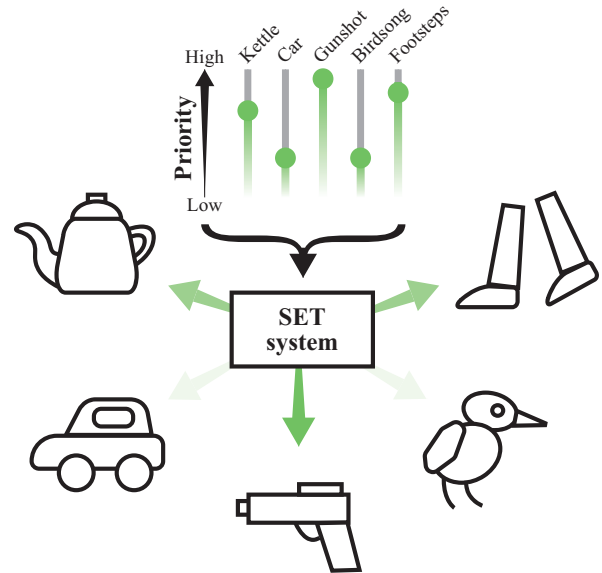 Kettle
Car
Gunshot
Birdsong
Footsteps
High
Priority
Low
SET
system